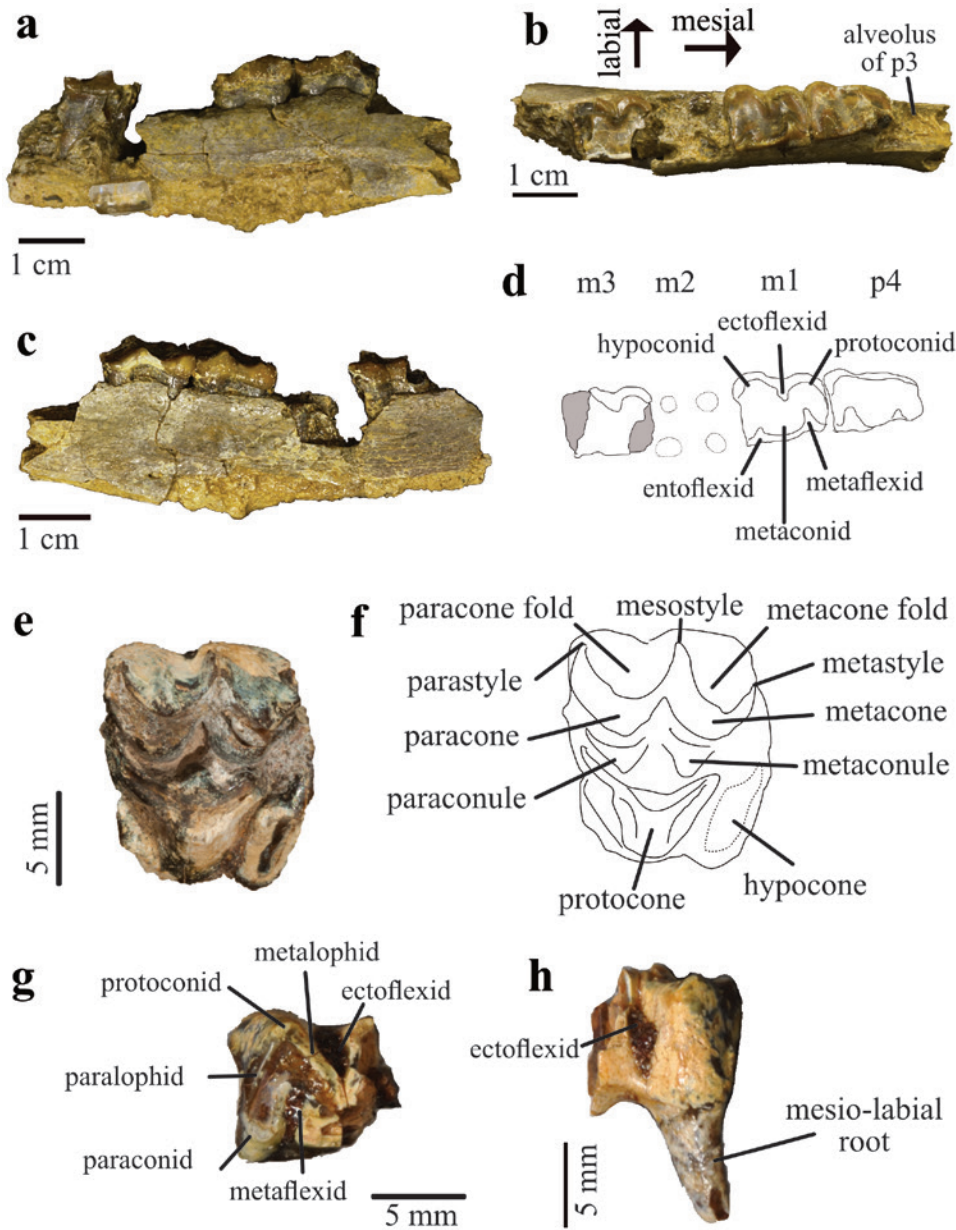 a
1 cm
b
labial
mesial
alveolus
of p3
1 cm
c
1 cm
d
m3 m2 m1 p4
ectoflexid
hypoconid
protoconid
entoflexid
metaflexid
metaconid
e
5 mm
f
paracone fold
mesostyle
metacone fold
parastyle
metastyle
paracone
metacone
paraconule
metaconule
protocone
hypocone
g
metalophid
protoconid
ectoflexid
paralophid
paraconid
metaflexid
5 mm
h
ectoflexid
mesio-labial
root
5 mm